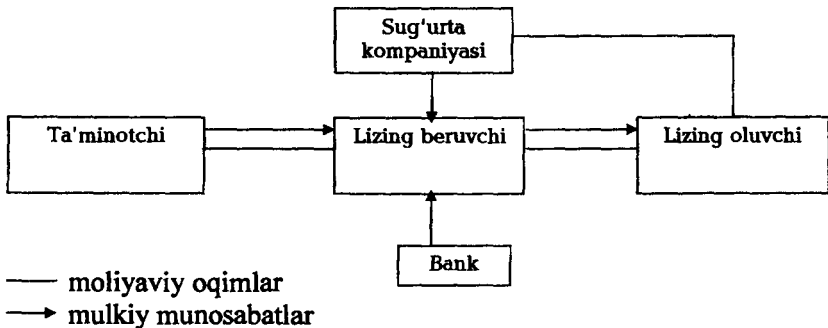 Sug'urta
kompaniyasi
Ta'minotchi
Lizing beruvchi
Lizing oluvchi
Bank
moliyaviy oqimlar
mulkiy munosabatlar